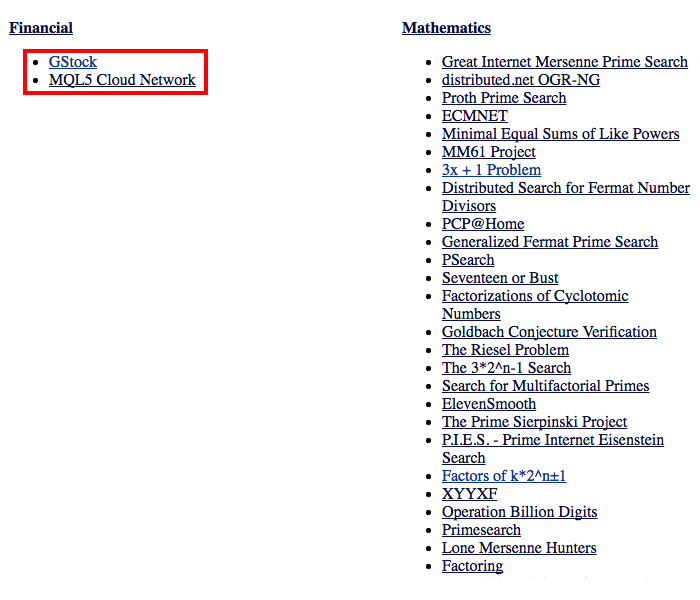 Financial
GStock
MQL5 Cloud Network
Mathematics
Great Internet Mersenne Prime Search
distributed.net OGR-NG
Proth Prime Search
ECMNET
Minimal Equal Sums of Like Powers
MM61 Project
3x + 1 Problem
Distributed Search for Fermat Number
Divisors
PCP@Home
Generalized Fermat Prime Search
PSearch
Seventeen or Bust
Factorizations of Cyclotomic
Numbers
Goldbach Conjecture Verification
The Riesel Problem
The 3*2^n-1 Search
Search for Multifactorial Primes
ElevenSmooth
The Prime Sierpinski Project
P.I.E.S. - Prime Internet Eisenstein
Search
Factors of k*2^n±1
XYYXF
Operation Billion Digits
Primesearch
Lone Mersenne Hunters
Factoring